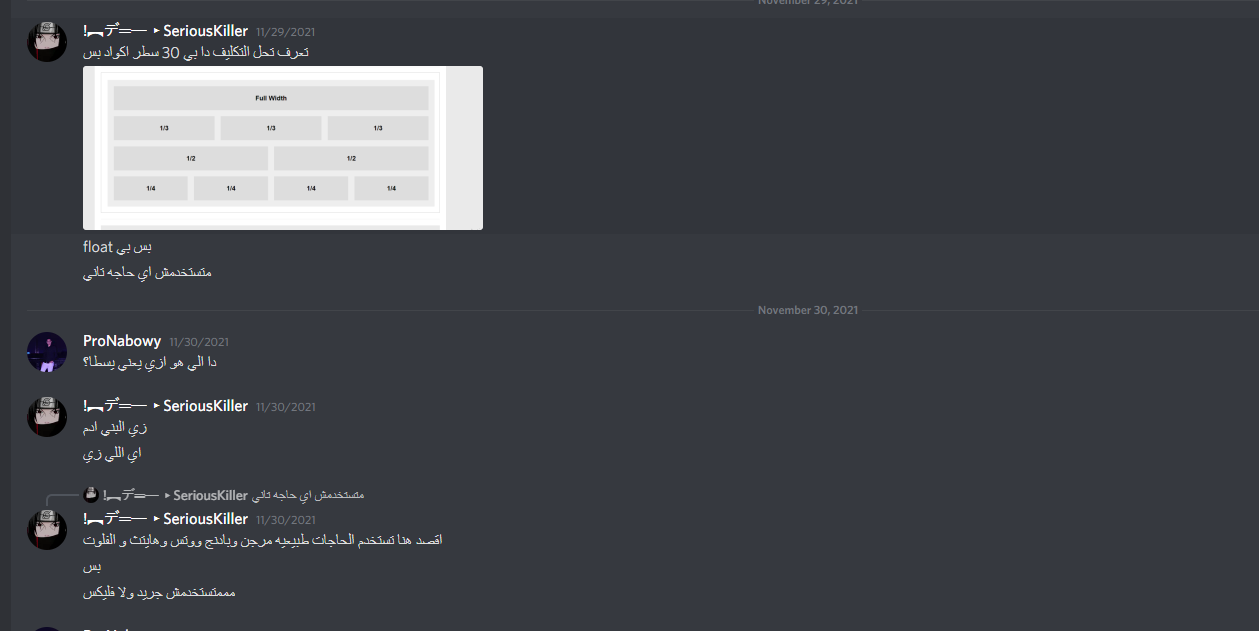 November 29, 2021
!︻デ═一 ‣ SeriousKiller 11/29/2021
تعرف تحل التكليف دا بي 30 سطر اكواد بس
Full Width
1/3 1/3 1/3
1/2 1/2
1/4 1/4 1/4 1/4
بس بي float
متستخدمش اي حاجه تاني
November 30, 2021
ProNabowy 11/30/2021
دا الي هو ازي يعني يسطا؟
!︻デ═一 ‣ SeriousKiller 11/30/2021
زي البني ادم
اي اللي زي
!︻デ═一 ‣ SeriousKiller متستخدمش اي حاجه تاني
!︻デ═一 ‣ SeriousKiller 11/30/2021
اقصد هنا تستخدم الحاجات طبيعيه مرجن وبادنج ووتس وهايتث و الفلوت
بس
مممتستخدمش جريد ولا فليكس